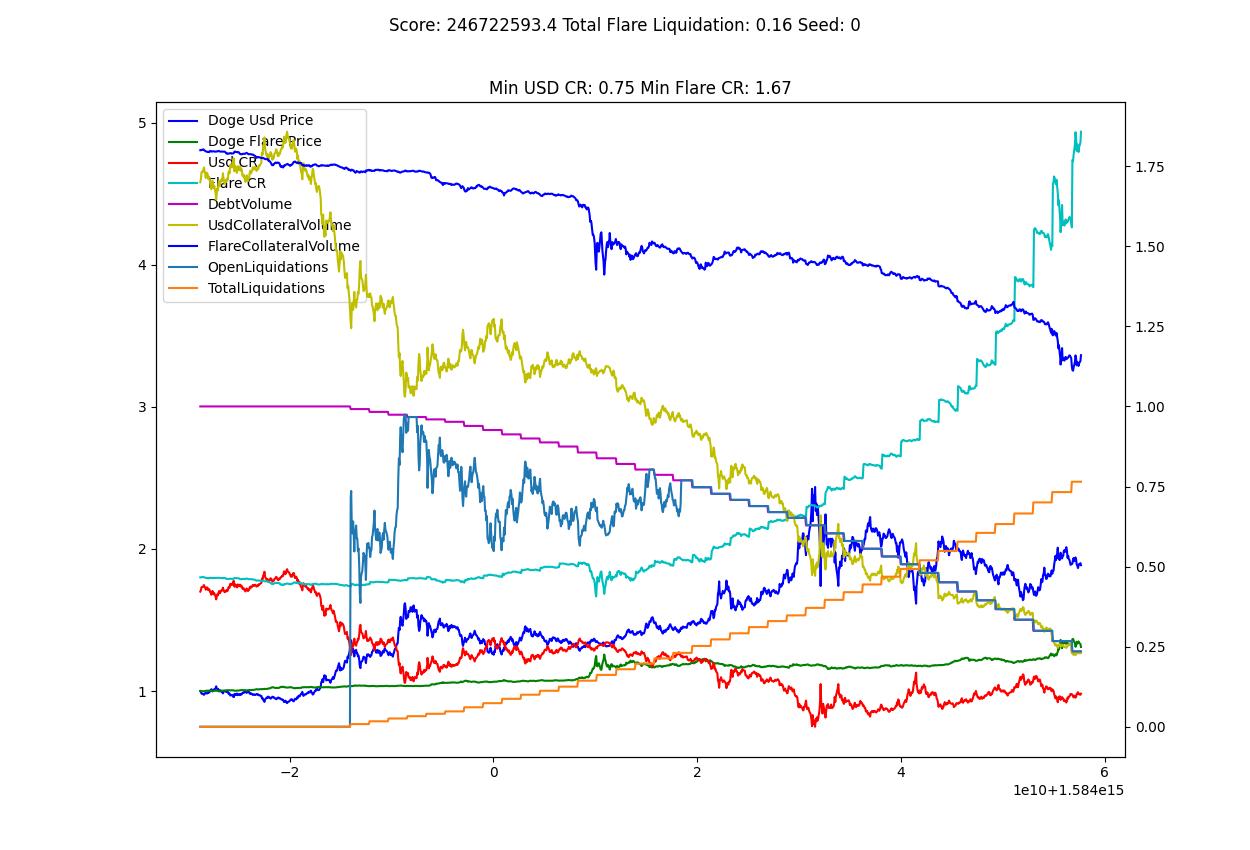 Score: 246722593.4 Total Flare Liquidation: 0.16 Seed: 0
Min USD CR: 0.75 Min Flare CR: 1.67
Doge Usd Price
Doge Flare Price
Usd CR
Flare CR
DebtVolume
UsdCollateralVolume
FlareCollateralVolume
OpenLiquidations
TotalLiquidations
5
4
3
2
1
1.75
1.50
1.25
1.00
0.75
0.50
0.25
0.00
−2
0
2
4
6
1e10+1.584e15